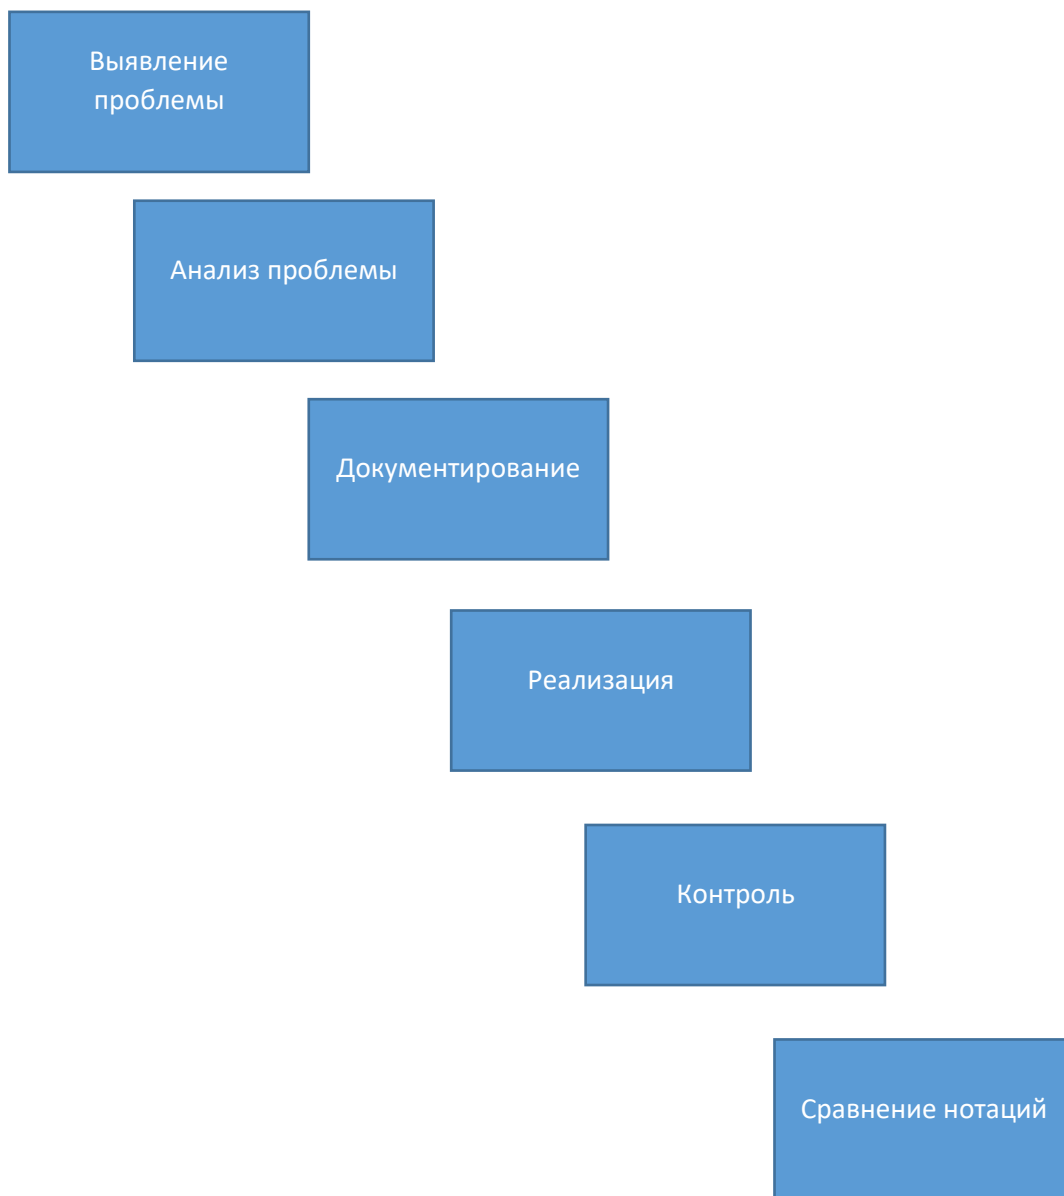 Выявление
проблемы
Анализ проблемы
Документирование
Реализация
Контроль
Сравнение нотаций